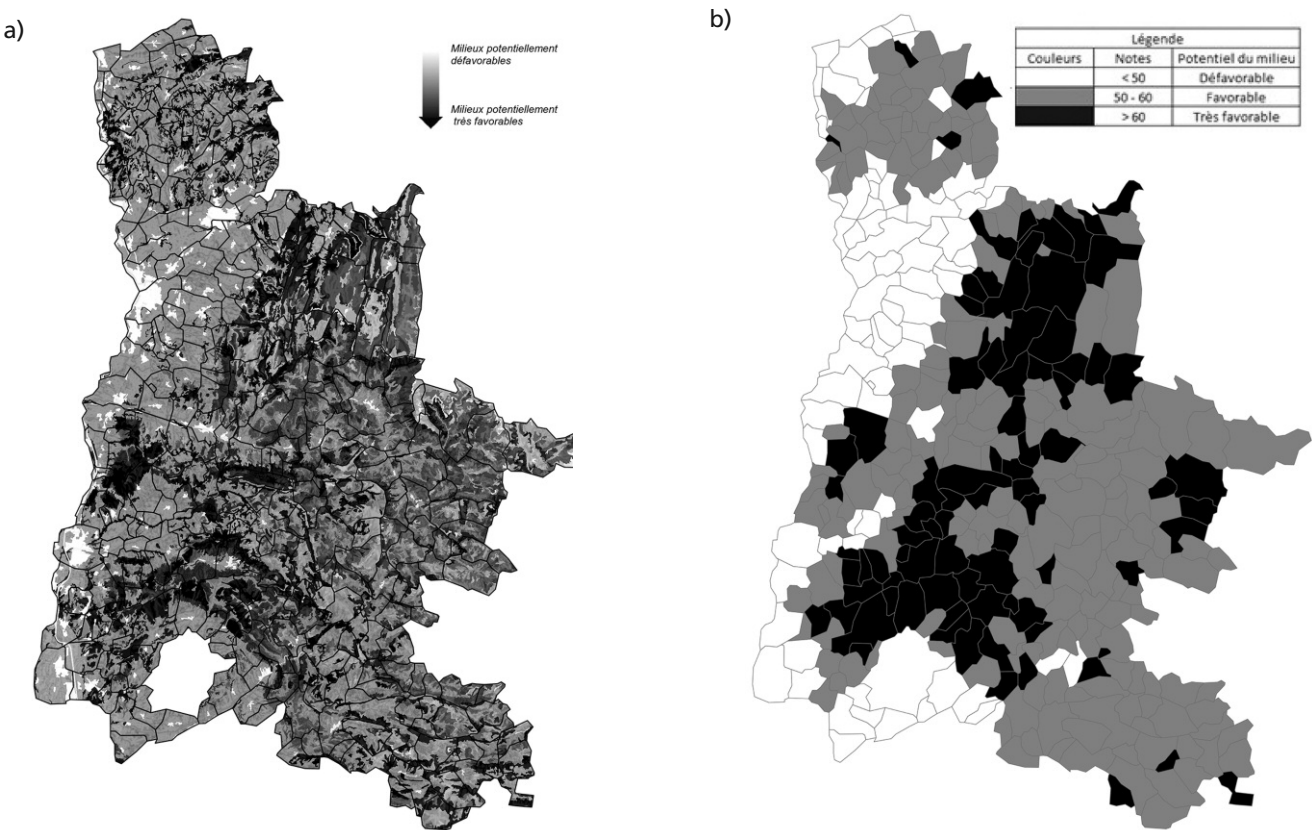 a)
Milieux potentiellement
défavorables
Milieux potentiellement
très favorables
b)
Légende
Couleurs Notes Potentiel du milieu
< 50 Défavorable
50 - 60 Favorable
> 60 Très favorable